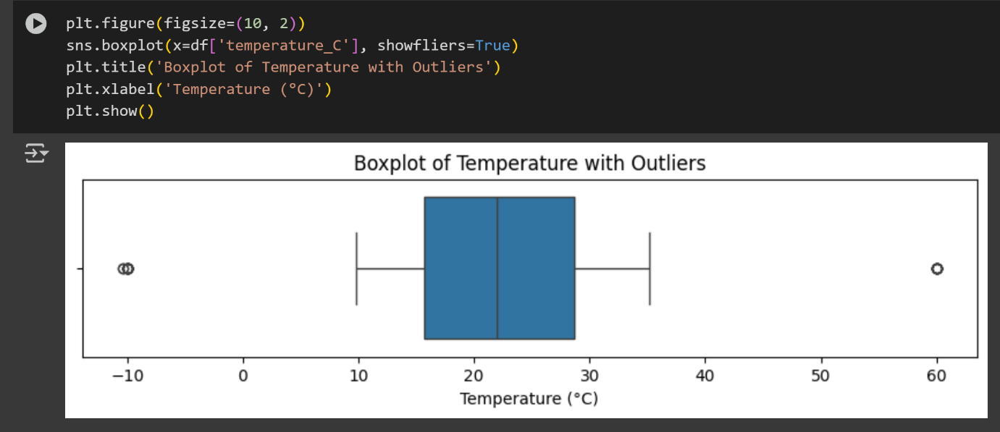 plt.figure(figsize=(10, 2))
sns.boxplot(x=df['temperature_C'], showfliers=True)
plt.title('Boxplot of Temperature with Outliers')
plt.xlabel('Temperature (°C)')
plt.show()
Boxplot of Temperature with Outliers
−10 0 10 20 30 40 50 60
Temperature (°C)